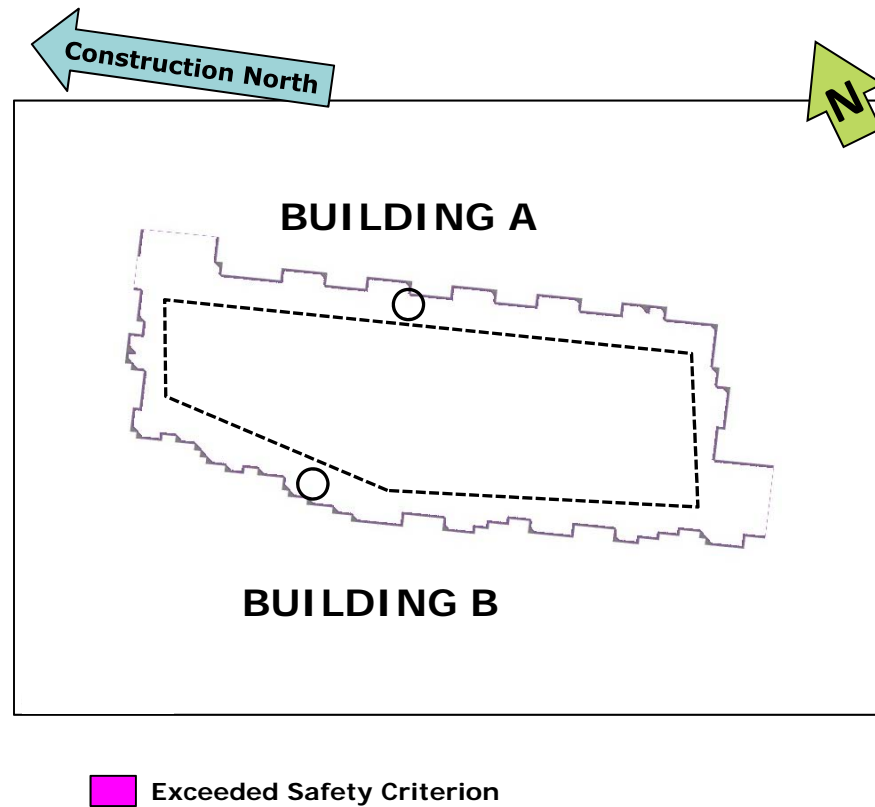 Construction North
N
BUILDING A
BUILDING B
Exceeded Safety Criterion